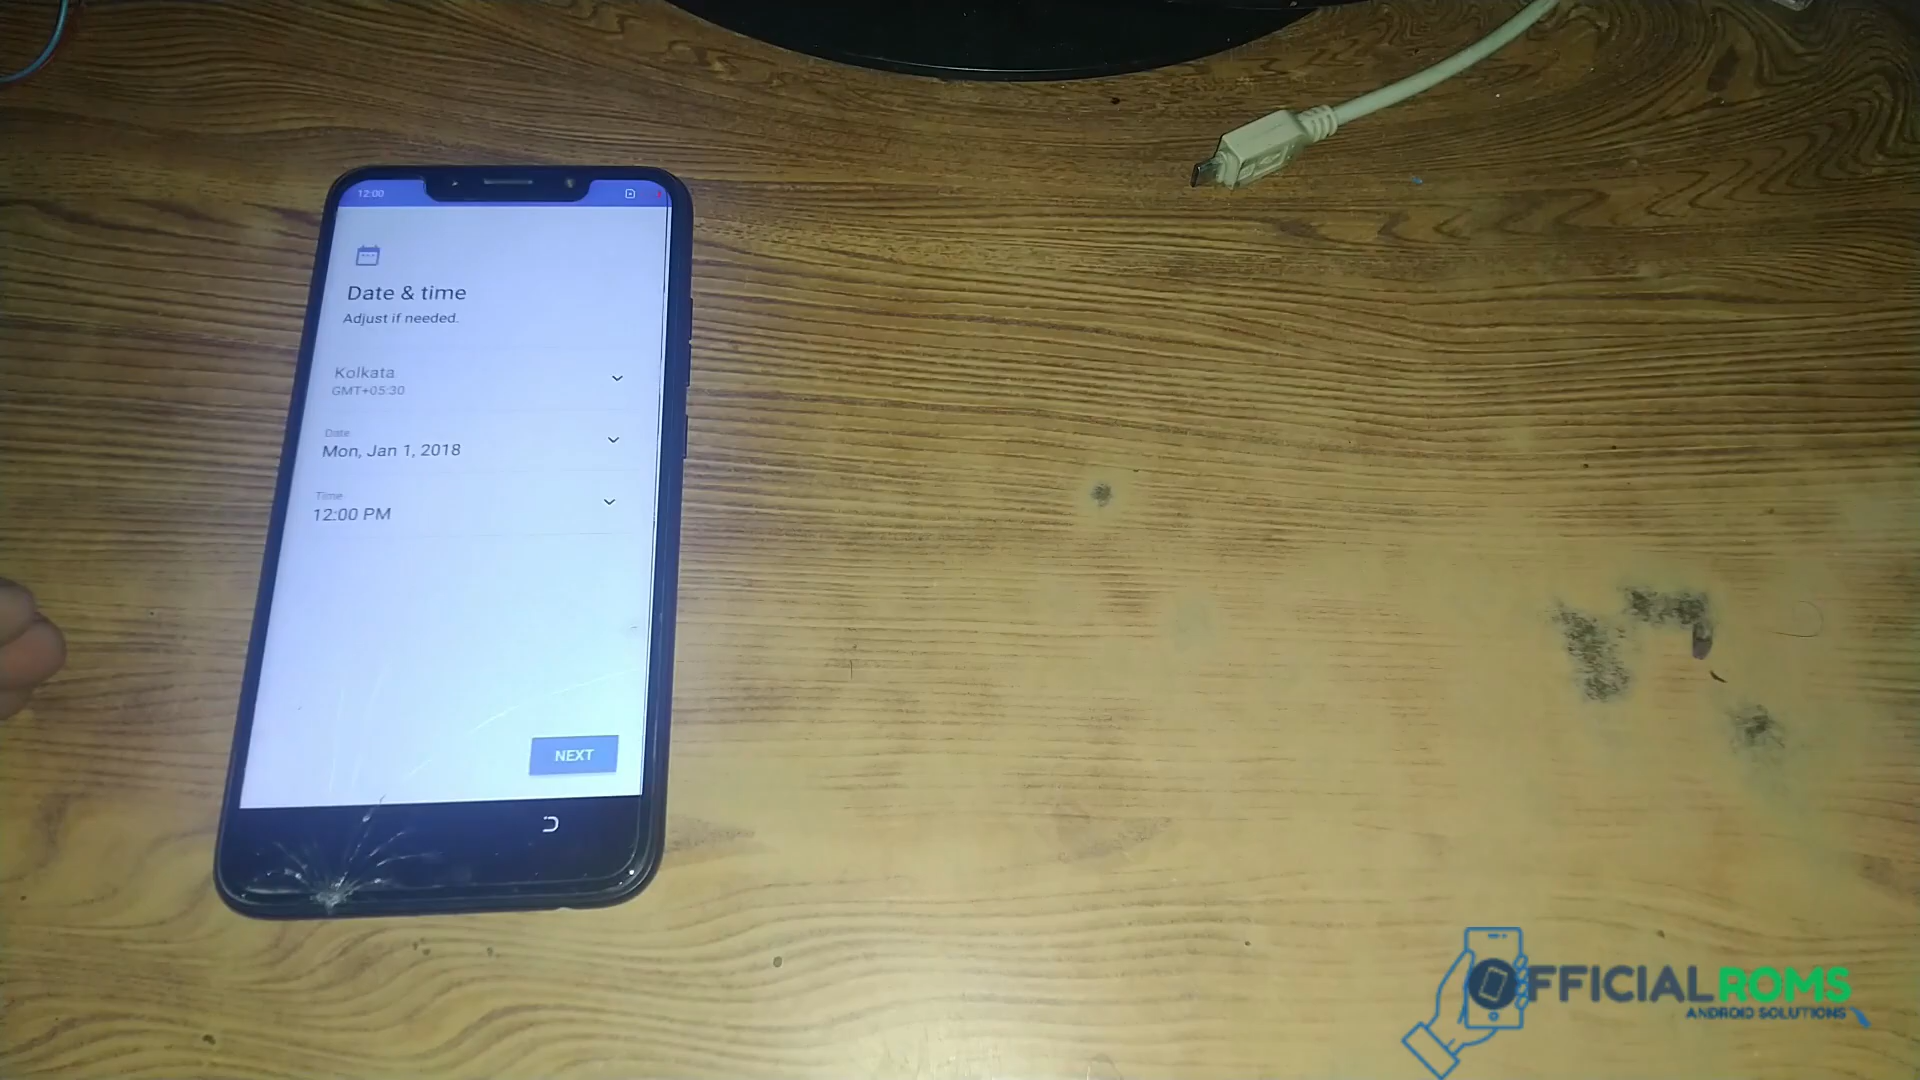 12:00
Date & time
Adjust if needed.
Kolkata
GMT+05:30
Date
Mon, Jan 1, 2018
Time
12:00 PM
NEXT
OFFICIALROMS
ANDROID SOLUTIONS